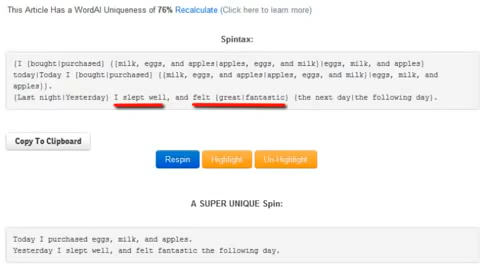 This Article Has a WordAI Uniqueness of 76% Recalculate (Click here to learn more)
Spintax:
{I {bought|purchased} {{milk, eggs, and apples|apples, eggs, and milk}|eggs, milk, and apples}
today|Today I {bought|purchased} {{milk, eggs, and apples|apples, eggs, and milk}|eggs, milk, and
apples}}.
{Last night|Yesterday} I slept well, and felt {great|fantastic} {the next day|the following day}.
Copy To Clipboard
Respin Highlight Un-Highlight
A SUPER UNIQUE Spin:
Today I purchased eggs, milk, and apples.
Yesterday I slept well, and felt fantastic the following day.